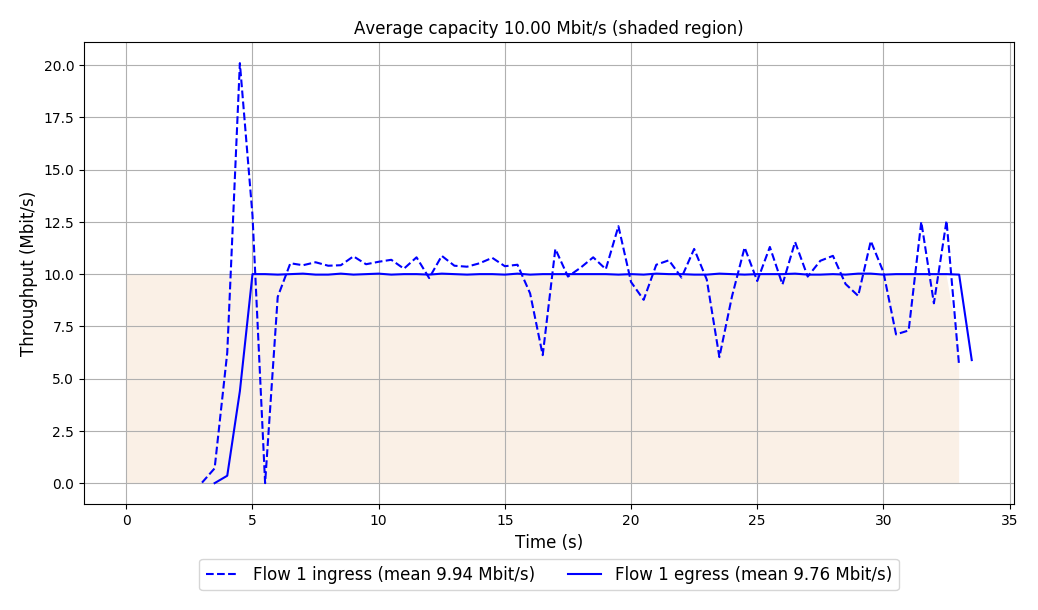 Average capacity 10.00 Mbit/s (shaded region)
20.0
17.5
15.0
12.5
10.0
7.5
5.0
2.5
0.0
Throughput (Mbit/s)
0 5 10 15 20 25 30 35
Time (s)
Flow 1 ingress (mean 9.94 Mbit/s) Flow 1 egress (mean 9.76 Mbit/s)